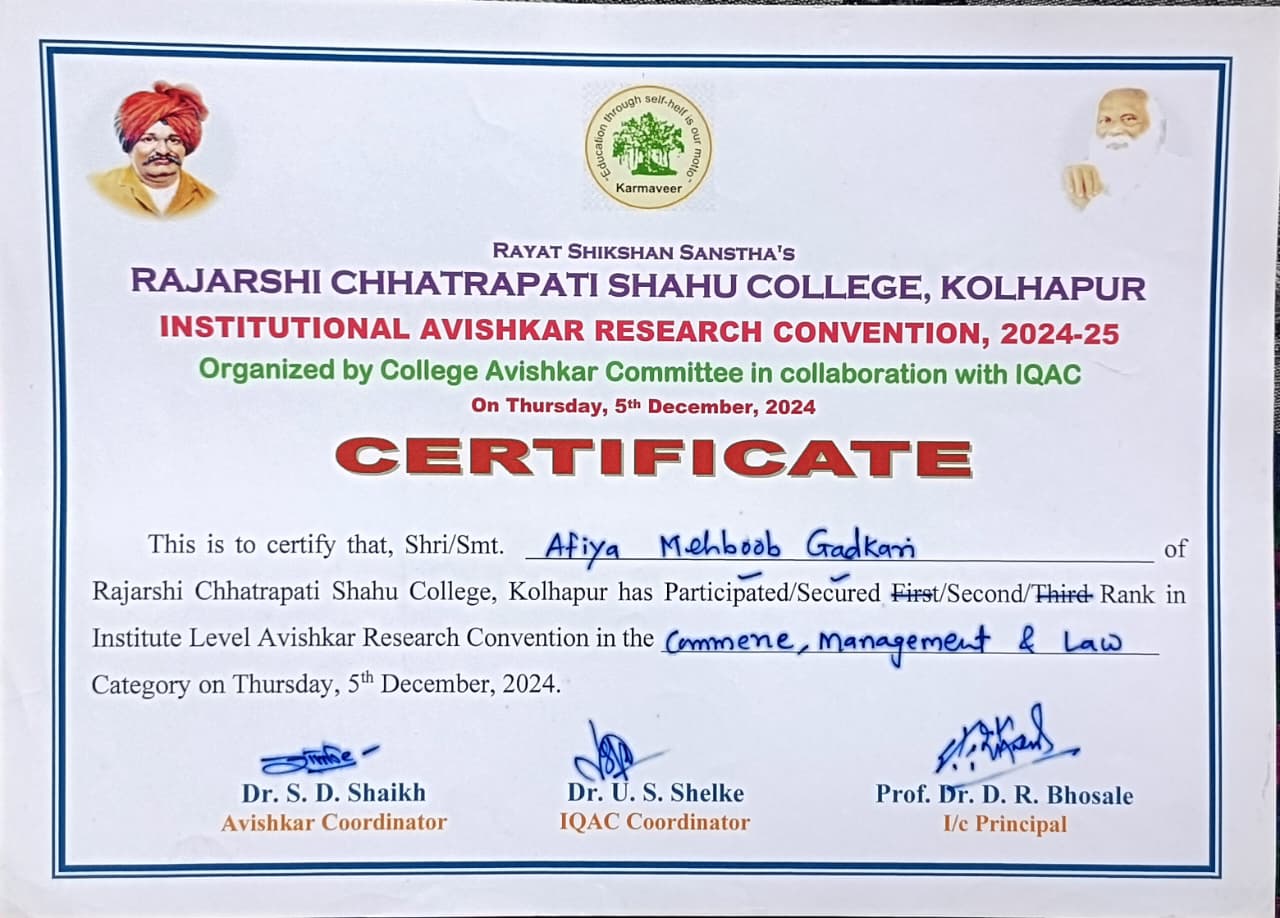 "Education through self-help is our motto"
Karmaveer
RAYAT SHIKSHAN SANSTHA'S
RAJARSHI CHHATRAPATI SHAHU COLLEGE, KOLHAPUR
INSTITUTIONAL AVISHKAR RESEARCH CONVENTION, 2024-25
Organized by College Avishkar Committee in collaboration with IQAC
On Thursday, 5th December, 2024
CERTIFICATE
This is to certify that, Shri/Smt. Afiya Mehboob Gadkari of
Rajarshi Chhatrapati Shahu College, Kolhapur has Participated/Secured First/Second/Third Rank in
Institute Level Avishkar Research Convention in the Commerce, Management & Law
Category on Thursday, 5th December, 2024.
Dr. S. D. Shaikh
Avishkar Coordinator
Dr. U. S. Shelke
IQAC Coordinator
Prof. Dr. D. R. Bhosale
I/c Principal